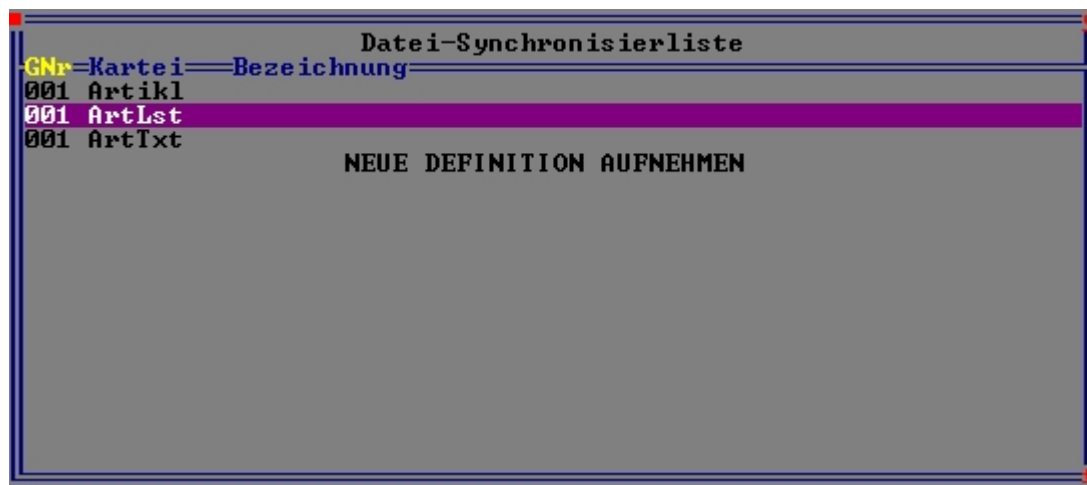 Datei-Synchronisierliste
GNr Kartei Bezeichnung
001 Artikl
001 ArtLst
001 ArtTxt
NEUE DEFINITION AUFNEHMEN